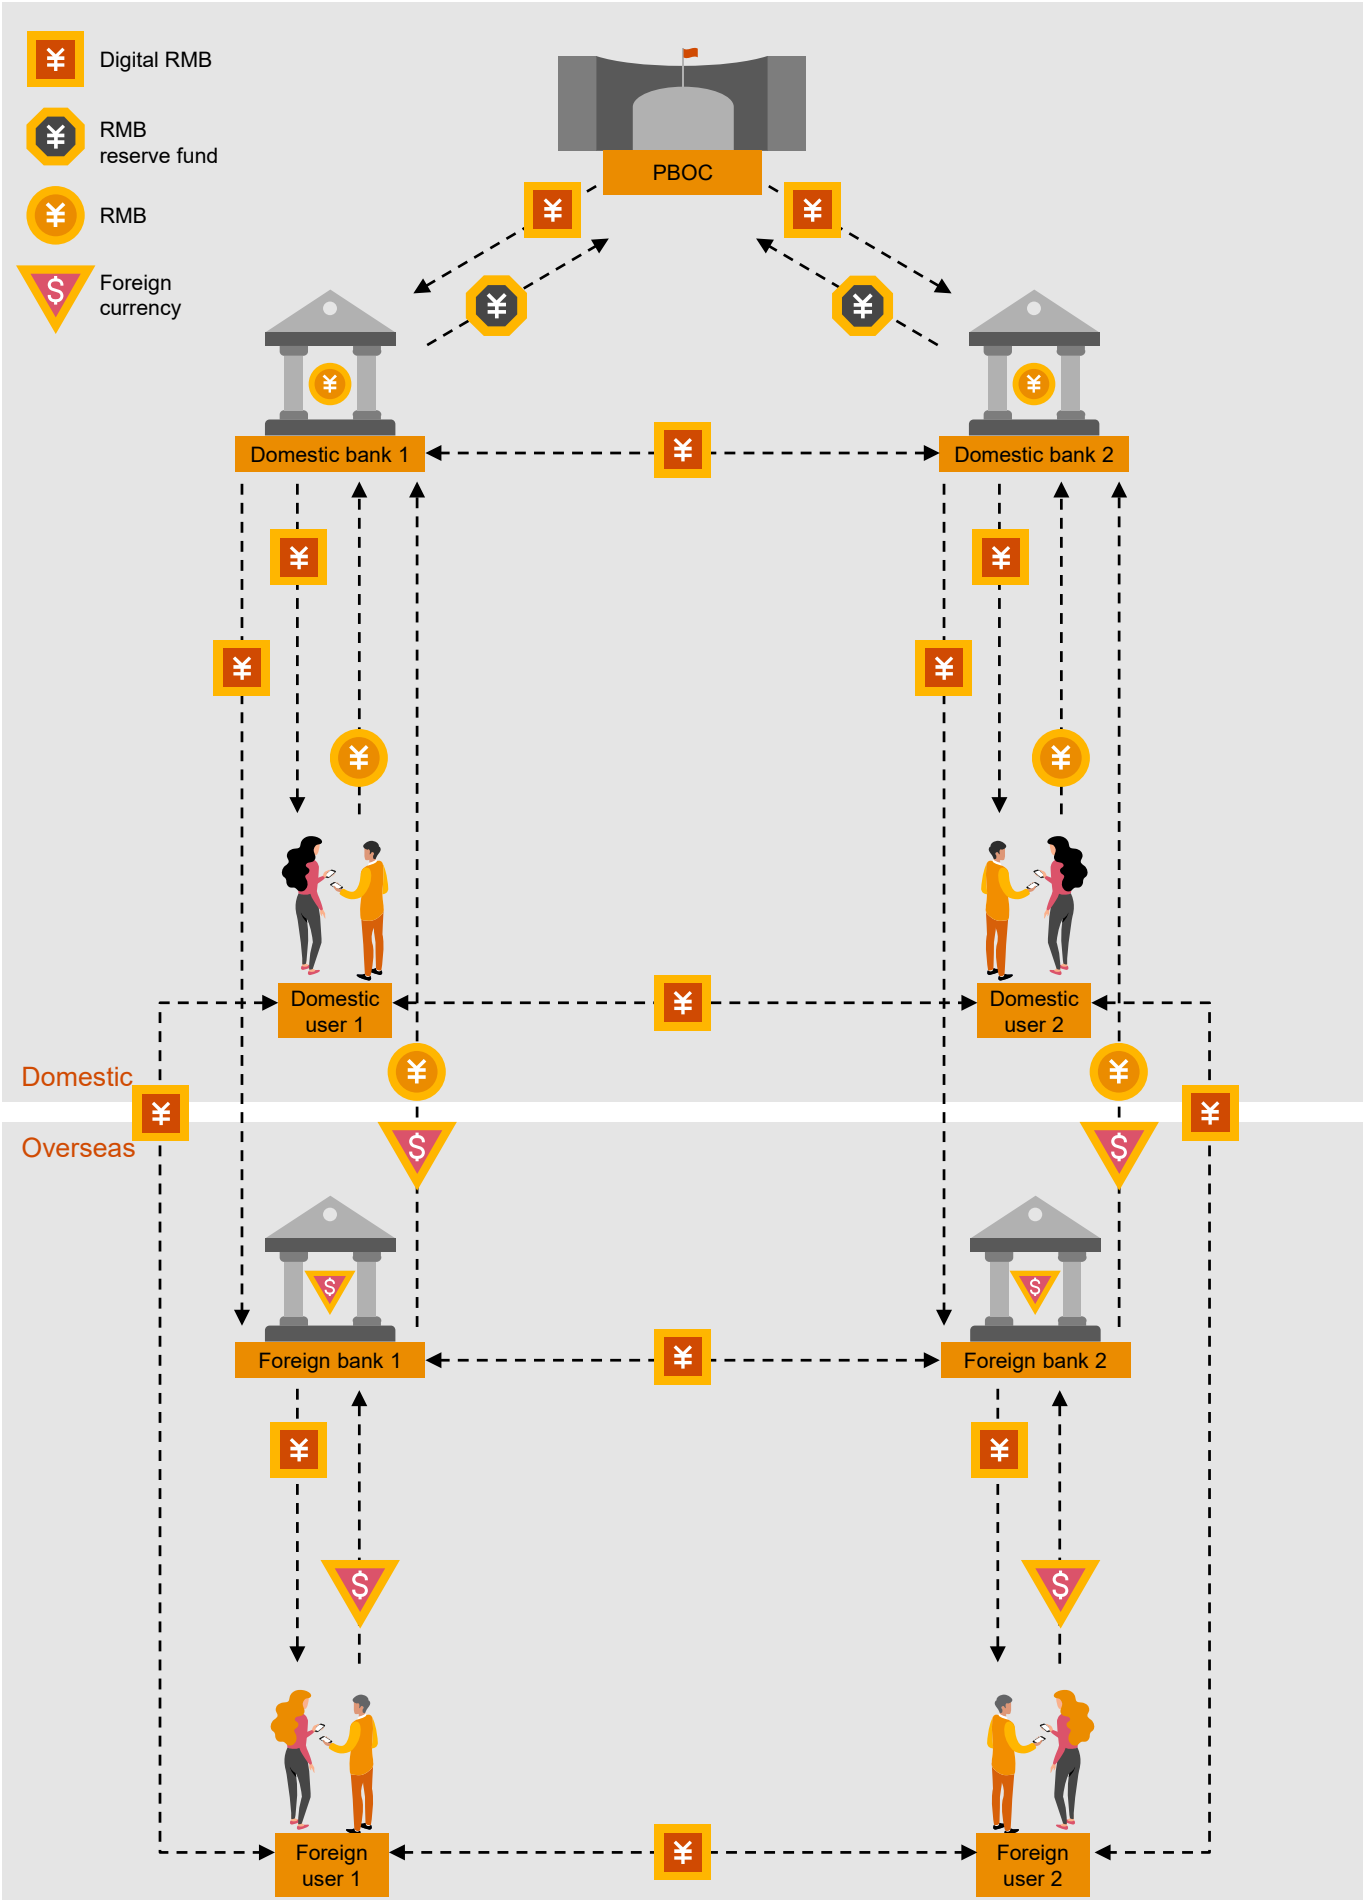 Digital RMB
RMB
reserve fund
RMB
Foreign
currency
PBOC
Domestic bank 1
Domestic bank 2
Domestic
user 1
Domestic
user 2
Domestic
Overseas
Foreign bank 1
Foreign bank 2
Foreign
user 1
Foreign
user 2